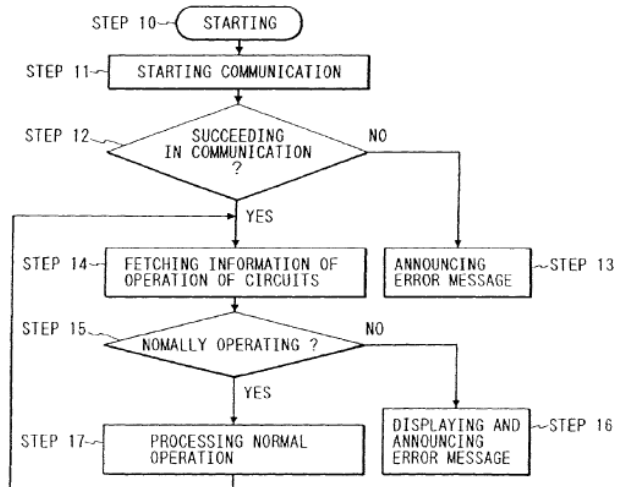 STEP 10
STARTING
STEP 11
STARTING COMMUNICATION
STEP 12
SUCCEEDING
IN COMMUNICATION
?
NO
YES
STEP 14
FETCHING INFORMATION OF
OPERATION OF CIRCUITS
ANNOUNCING
ERROR MESSAGE
STEP 13
STEP 15
NOMALLY OPERATING ?
NO
YES
STEP 17
PROCESSING NORMAL
OPERATION
DISPLAYING AND
ANNOUNCING
ERROR MESSAGE
STEP 16